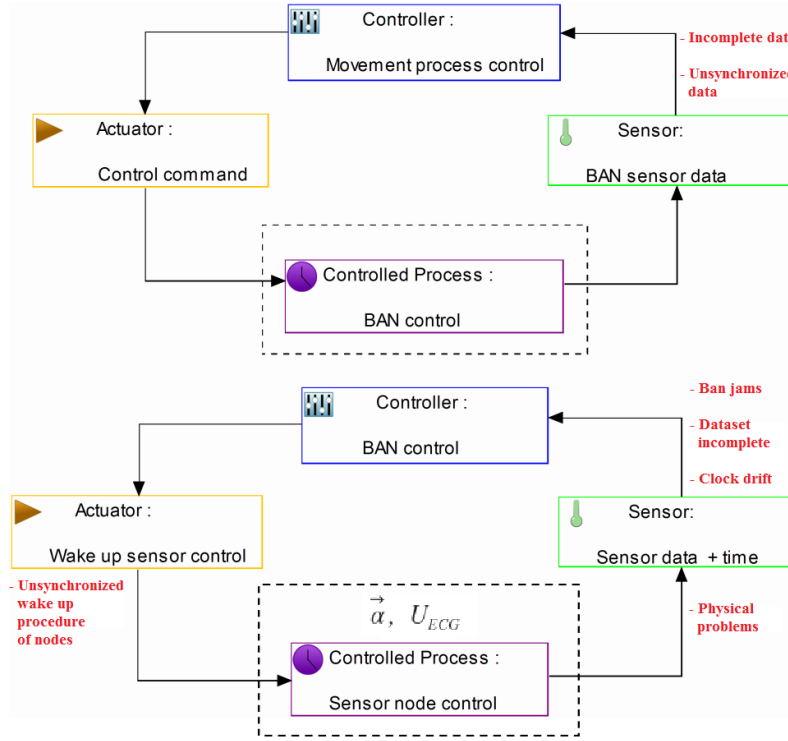 Controller :
Movement process control
- Incomplete data
- Unsynchronized
data
Actuator :
Control command
Sensor:
BAN sensor data
Controlled Process :
BAN control
Controller :
BAN control
- Ban jams
- Dataset
incomplete
- Clock drift
Actuator :
Wake up sensor control
Sensor:
Sensor data + time
- Unsynchronized
wake up
procedure
of nodes
- Physical
problems
α⃗, U_ECG
Controlled Process :
Sensor node control